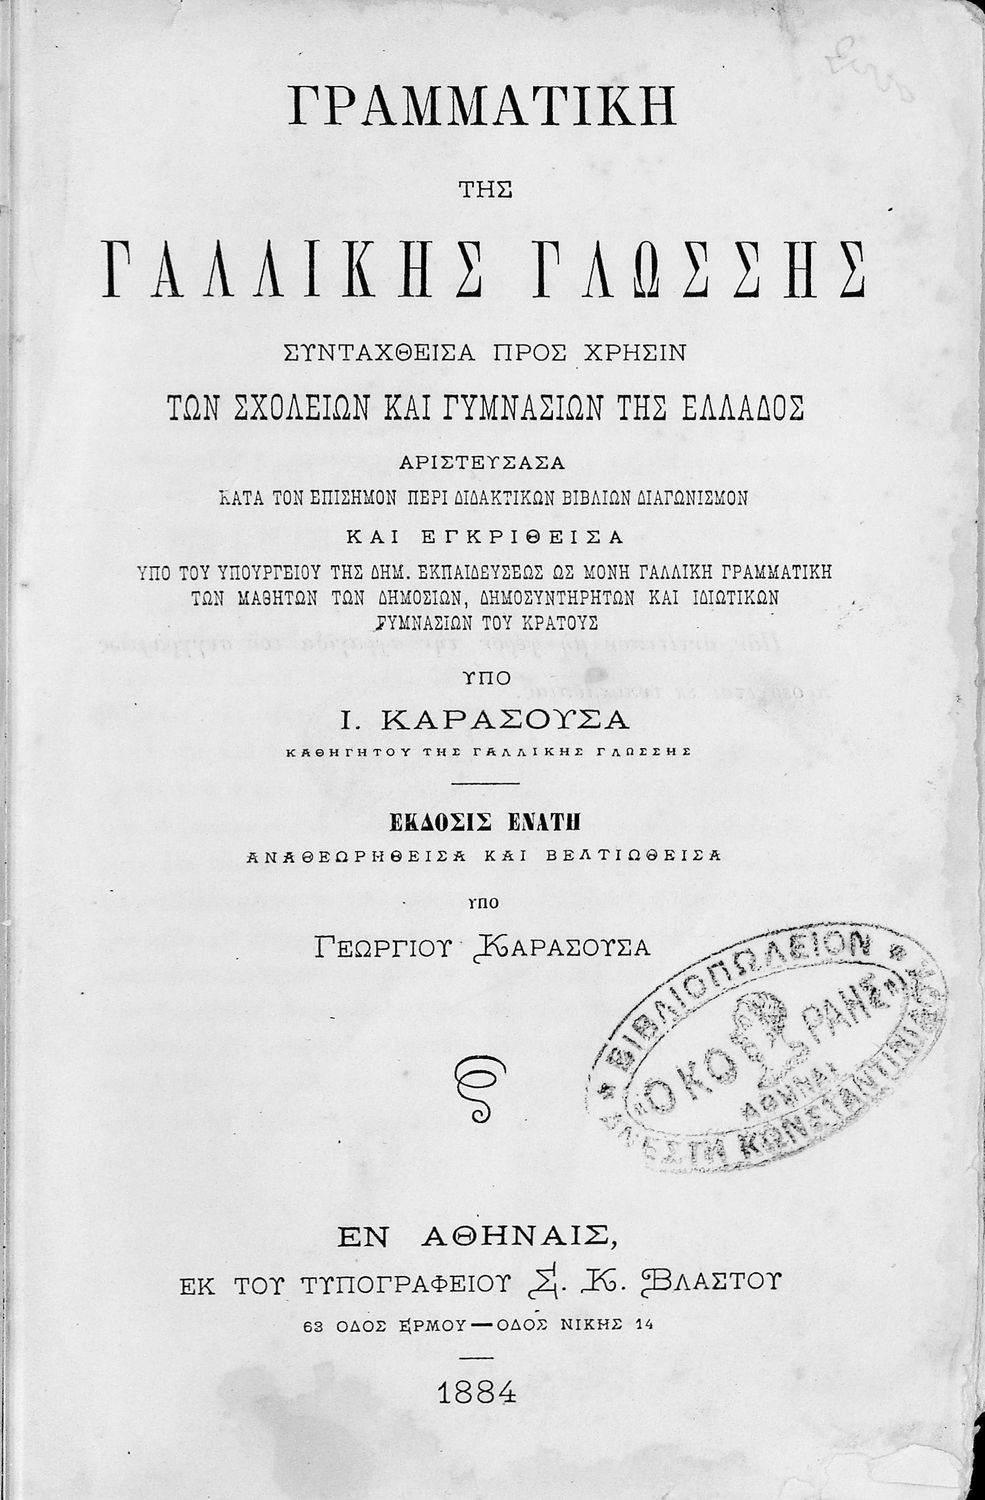 ΓΡΑΜΜΑΤΙΚΗ
ΤΗΣ
ΓΑΛΛΙΚΗΣ ΓΛΩΣΣΗΣ
ΣΥΝΤΑΧΘΕΙΣΑ ΠΡΟΣ ΧΡΗΣΙΝ
ΤΩΝ ΣΧΟΛΕΙΩΝ ΚΑΙ ΓΥΜΝΑΣΙΩΝ ΤΗΣ ΕΛΛΑΔΟΣ
ΑΡΙΣΤΕΥΣΑΣΑ
ΚΑΤΑ ΤΟΝ ΕΠΙΣΗΜΟΝ ΠΕΡΙ ΔΙΔΑΚΤΙΚΩΝ ΒΙΒΛΙΩΝ ΔΙΑΓΩΝΙΣΜΟΝ
ΚΑΙ ΕΓΚΡΙΘΕΙΣΑ
ΥΠΟ ΤΟΥ ΥΠΟΥΡΓΕΙΟΥ ΤΗΣ ΔΗΜ. ΕΚΠΑΙΔΕΥΣΕΩΣ ΩΣ ΜΟΝΗ ΓΑΛΛΙΚΗ ΓΡΑΜΜΑΤΙΚΗ
ΤΩΝ ΜΑΘΗΤΩΝ ΤΩΝ ΔΗΜΟΣΙΩΝ, ΔΗΜΟΣΥΝΤΗΡΗΤΩΝ ΚΑΙ ΙΔΙΩΤΙΚΩΝ
ΓΥΜΝΑΣΙΩΝ ΤΟΥ ΚΡΑΤΟΥΣ
ΥΠΟ
Ι. ΚΑΡΑΣΟΥΣΑ
ΚΑΘΗΓΗΤΟΥ ΤΗΣ ΓΑΛΛΙΚΗΣ ΓΛΩΣΣΗΣ
ΕΚΔΟΣΙΣ ΕΝΑΤΗ
ΑΝΑΘΕΩΡΗΘΕΙΣΑ ΚΑΙ ΒΕΛΤΙΩΘΕΙΣΑ
ΥΠΟ
ΓΕΩΡΓΙΟΥ ΚΑΡΑΣΟΥΣΑ
* ΒΙΒΛΙΟΠΩΛΕΙΟΝ *
"Ο ΚΟΡΑΗΣ"
ΑΘΗΝΑΙ
ΑΝΕΣΤΗ ΚΩΝΣΤΑΝΤΙΝΙΔΟΥ
ΕΝ ΑΘΗΝΑΙΣ,
ΕΚ ΤΟΥ ΤΥΠΟΓΡΑΦΕΙΟΥ Σ. Κ. ΒΛΑΣΤΟΥ
63 ΟΔΟΣ ΕΡΜΟΥ — ΟΔΟΣ ΝΙΚΗΣ 14
1884